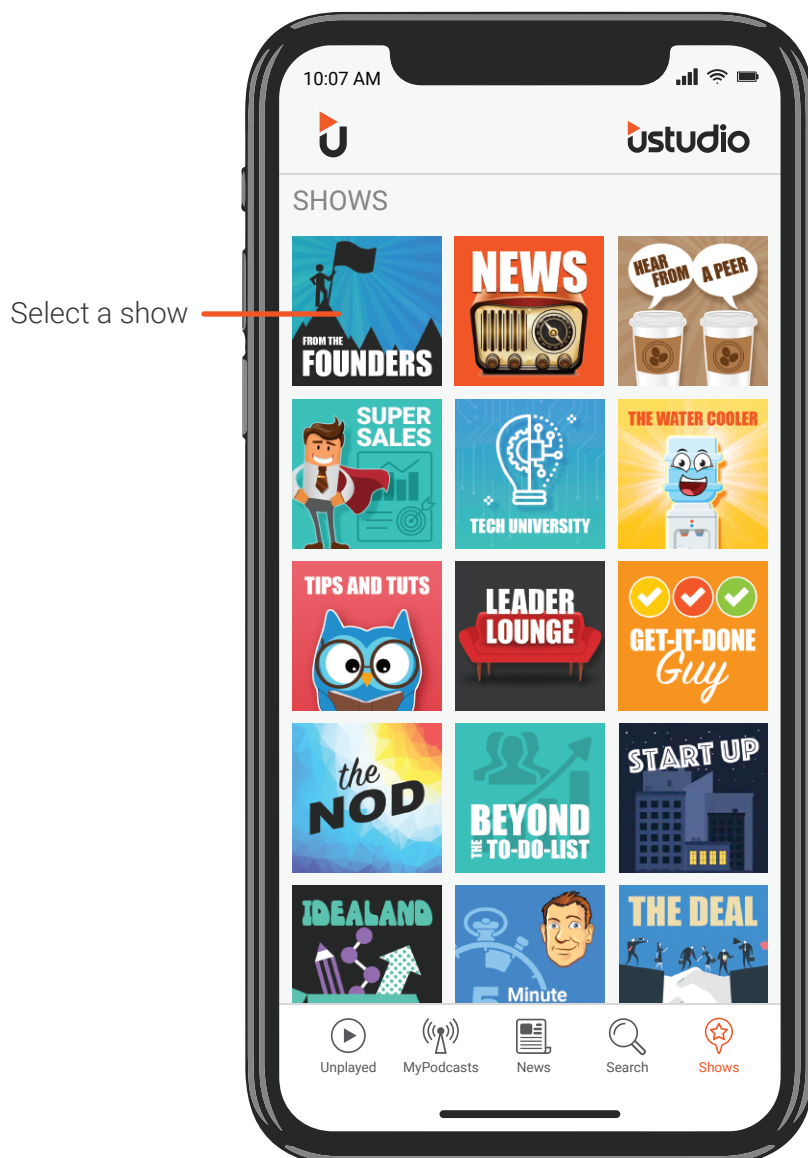 10:07 AM
U
ustudio
SHOWS
Select a show
FROM THE
FOUNDERS
NEWS
HEAR
FROM
A PEER
SUPER
SALES
TECH UNIVERSITY
THE WATER COOLER
TIPS AND TUTS
LEADER
LOUNGE
GET-IT-DONE
Guy
the
NOD
BEYOND
THE TO-DO-LIST
START UP
IDEALAND
5 Minute
THE DEAL
Unplayed
MyPodcasts
News
Search
Shows